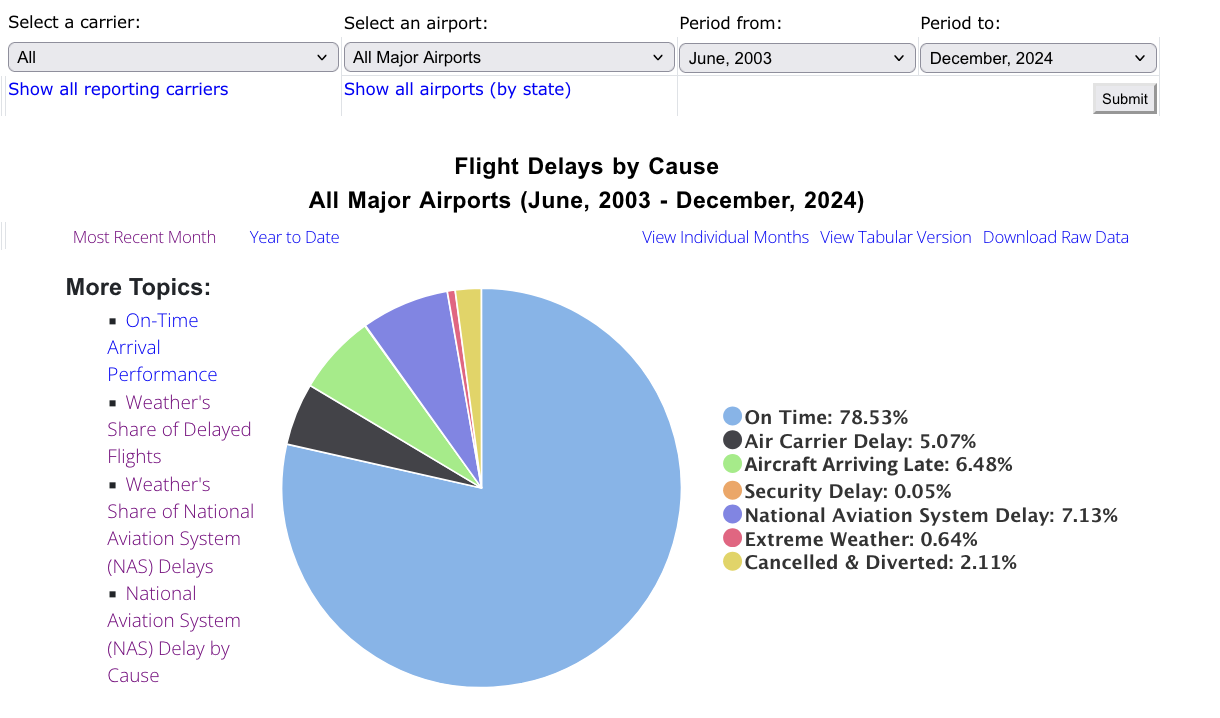 Select a carrier:
Select an airport:
Period from:
Period to:
All
All Major Airports
June, 2003
December, 2024
Show all reporting carriers
Show all airports (by state)
Submit
Flight Delays by Cause
All Major Airports (June, 2003 - December, 2024)
Most Recent Month
Year to Date
View Individual Months
View Tabular Version
Download Raw Data
More Topics:
On-Time
Arrival
Performance
Weather's
Share of Delayed
Flights
Weather's
Share of National
Aviation System
(NAS) Delays
National
Aviation System
(NAS) Delay by
Cause
On Time: 78.53%
Air Carrier Delay: 5.07%
Aircraft Arriving Late: 6.48%
Security Delay: 0.05%
National Aviation System Delay: 7.13%
Extreme Weather: 0.64%
Cancelled & Diverted: 2.11%